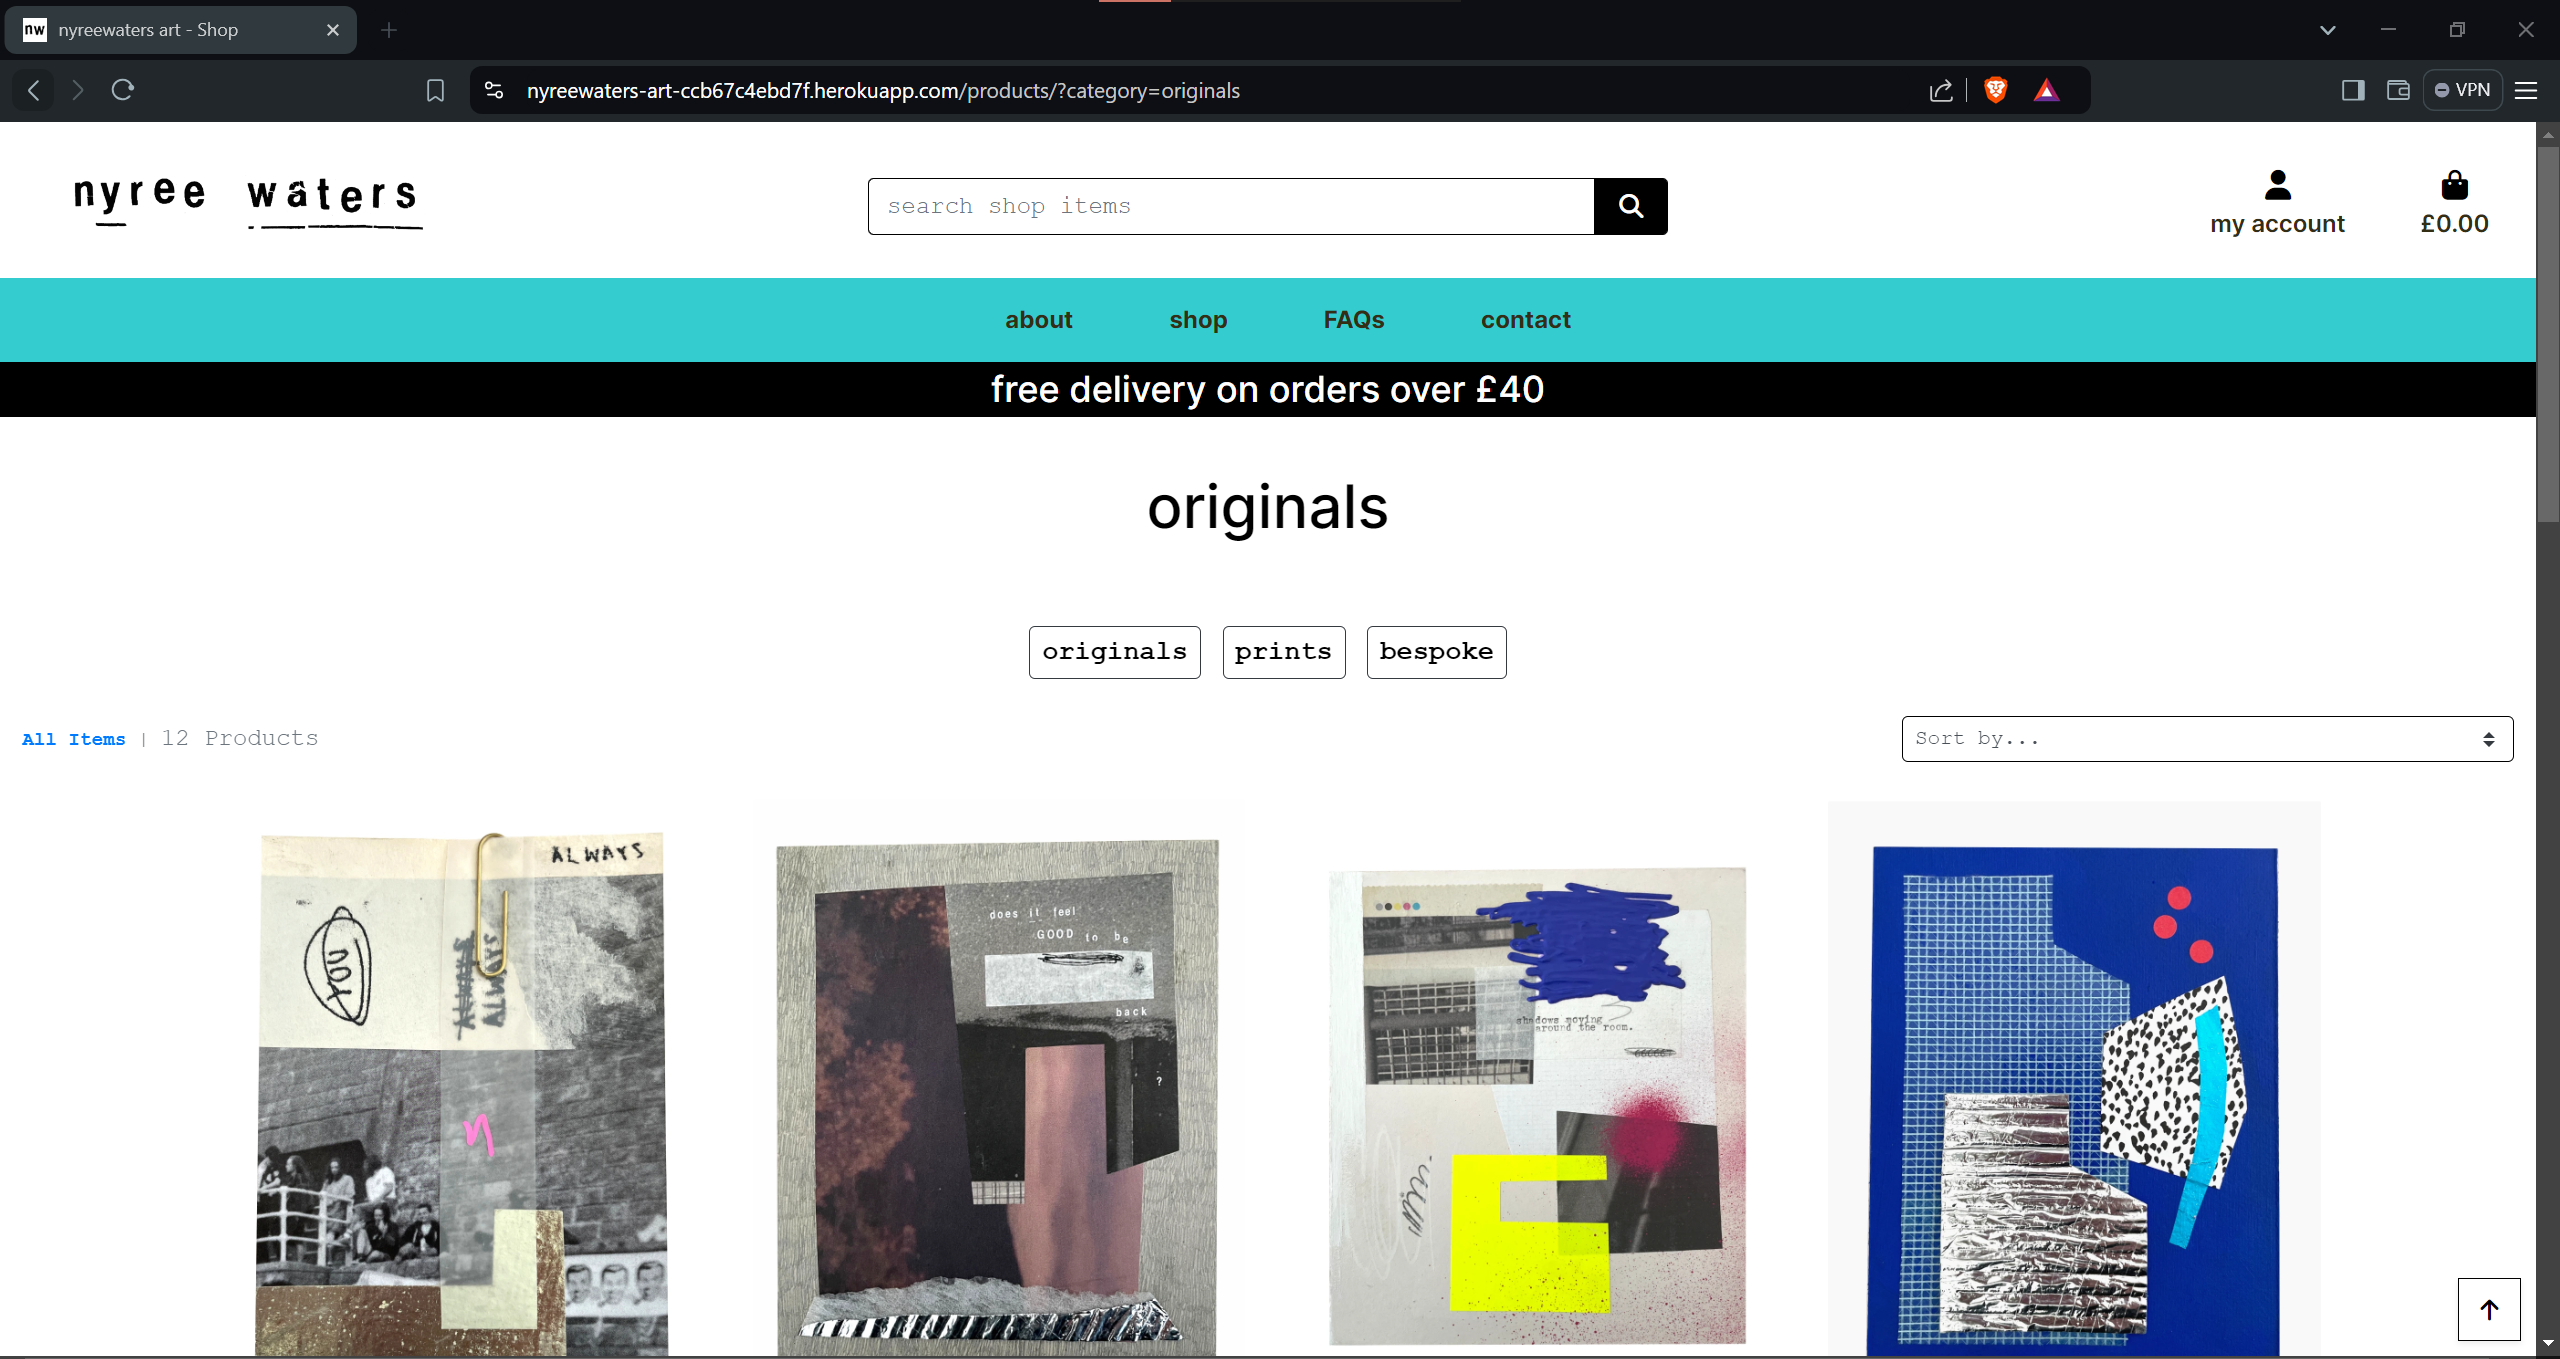 nw nyreewaters art - Shop
nyreewaters-art-ccb67c4ebd7f.herokuapp.com/products/?category=originals
VPN
nyree waters
search shop items
my account
£0.00
about shop FAQs contact
free delivery on orders over £40
originals
originals prints bespoke
All Items | 12 Products
Sort by...
ALWAYS
YOU
ALWAYS
ALWAYS
n
does it feel
GOOD to be
back
?
shadows moving
around the room.